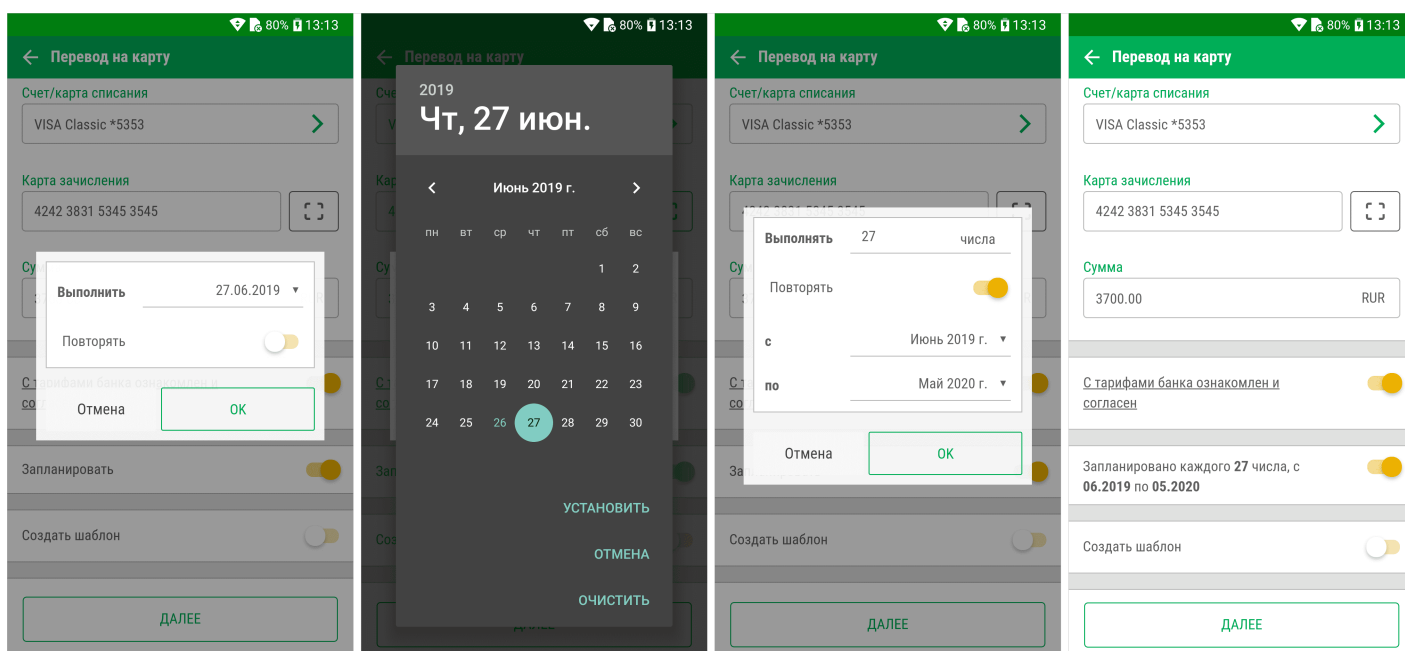 80% 13:13
Перевод на карту
Счет/карта списания
VISA Classic *5353
Карта зачисления
4242 3831 5345 3545
Выполнить 27.06.2019
Повторять
С тарифами банка ознакомлен и
Отмена OK
Запланировать
Создать шаблон
ДАЛЕЕ
80% 13:13
Перевод на карту
2019
Чт, 27 июн.
Июнь 2019 г.
пн вт ср чт пт сб вс
1 2
3 4 5 6 7 8 9
10 11 12 13 14 15 16
17 18 19 20 21 22 23
24 25 26 27 28 29 30
УСТАНОВИТЬ
ОТМЕНА
ОЧИСТИТЬ
80% 13:13
Перевод на карту
Счет/карта списания
VISA Classic *5353
Карта зачисления
4242 3831 5345 3545
Выполнять 27 числа
Повторять
с Июнь 2019 г.
по Май 2020 г.
Отмена OK
Создать шаблон
ДАЛЕЕ
80% 13:13
Перевод на карту
Счет/карта списания
VISA Classic *5353
Карта зачисления
4242 3831 5345 3545
Сумма
3700.00 RUR
С тарифами банка ознакомлен и
согласен
Запланировано каждого 27 числа, с
06.2019 по 05.2020
Создать шаблон
ДАЛЕЕ